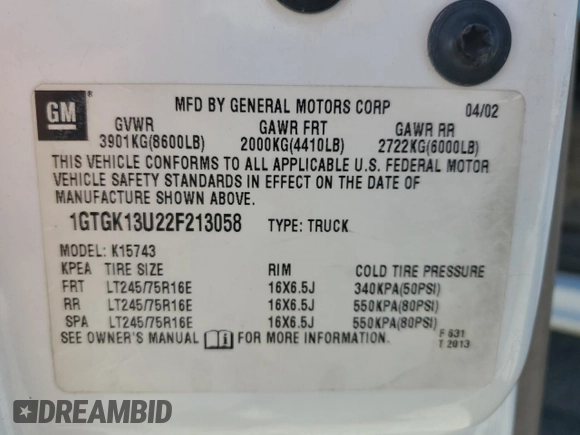 GM
MFD BY GENERAL MOTORS CORP 04/02
GVWR GAWR FRT GAWR RR
3901KG(8600LB) 2000KG(4410LB) 2722KG(6000LB)
THIS VEHICLE CONFORMS TO ALL APPLICABLE U.S. FEDERAL MOTOR
VEHICLE SAFETY STANDARDS IN EFFECT ON THE DATE OF
MANUFACTURE SHOWN ABOVE.
1GTGK13U22F213058 TYPE: TRUCK
MODEL: K15743
KPEA TIRE SIZE RIM COLD TIRE PRESSURE
FRT LT245/75R16E 16X6.5J 340KPA(50PSI)
RR LT245/75R16E 16X6.5J 550KPA(80PSI)
SPA LT245/75R16E 16X6.5J 550KPA(80PSI)
SEE OWNER'S MANUAL FOR MORE INFORMATION. F 631
T 2013
DREAMBID